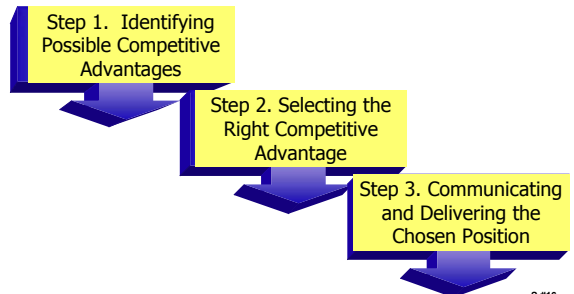 Step 1. Identifying
Possible Competitive
Advantages
Step 2. Selecting the
Right Competitive
Advantage
Step 3. Communicating
and Delivering the
Chosen Position